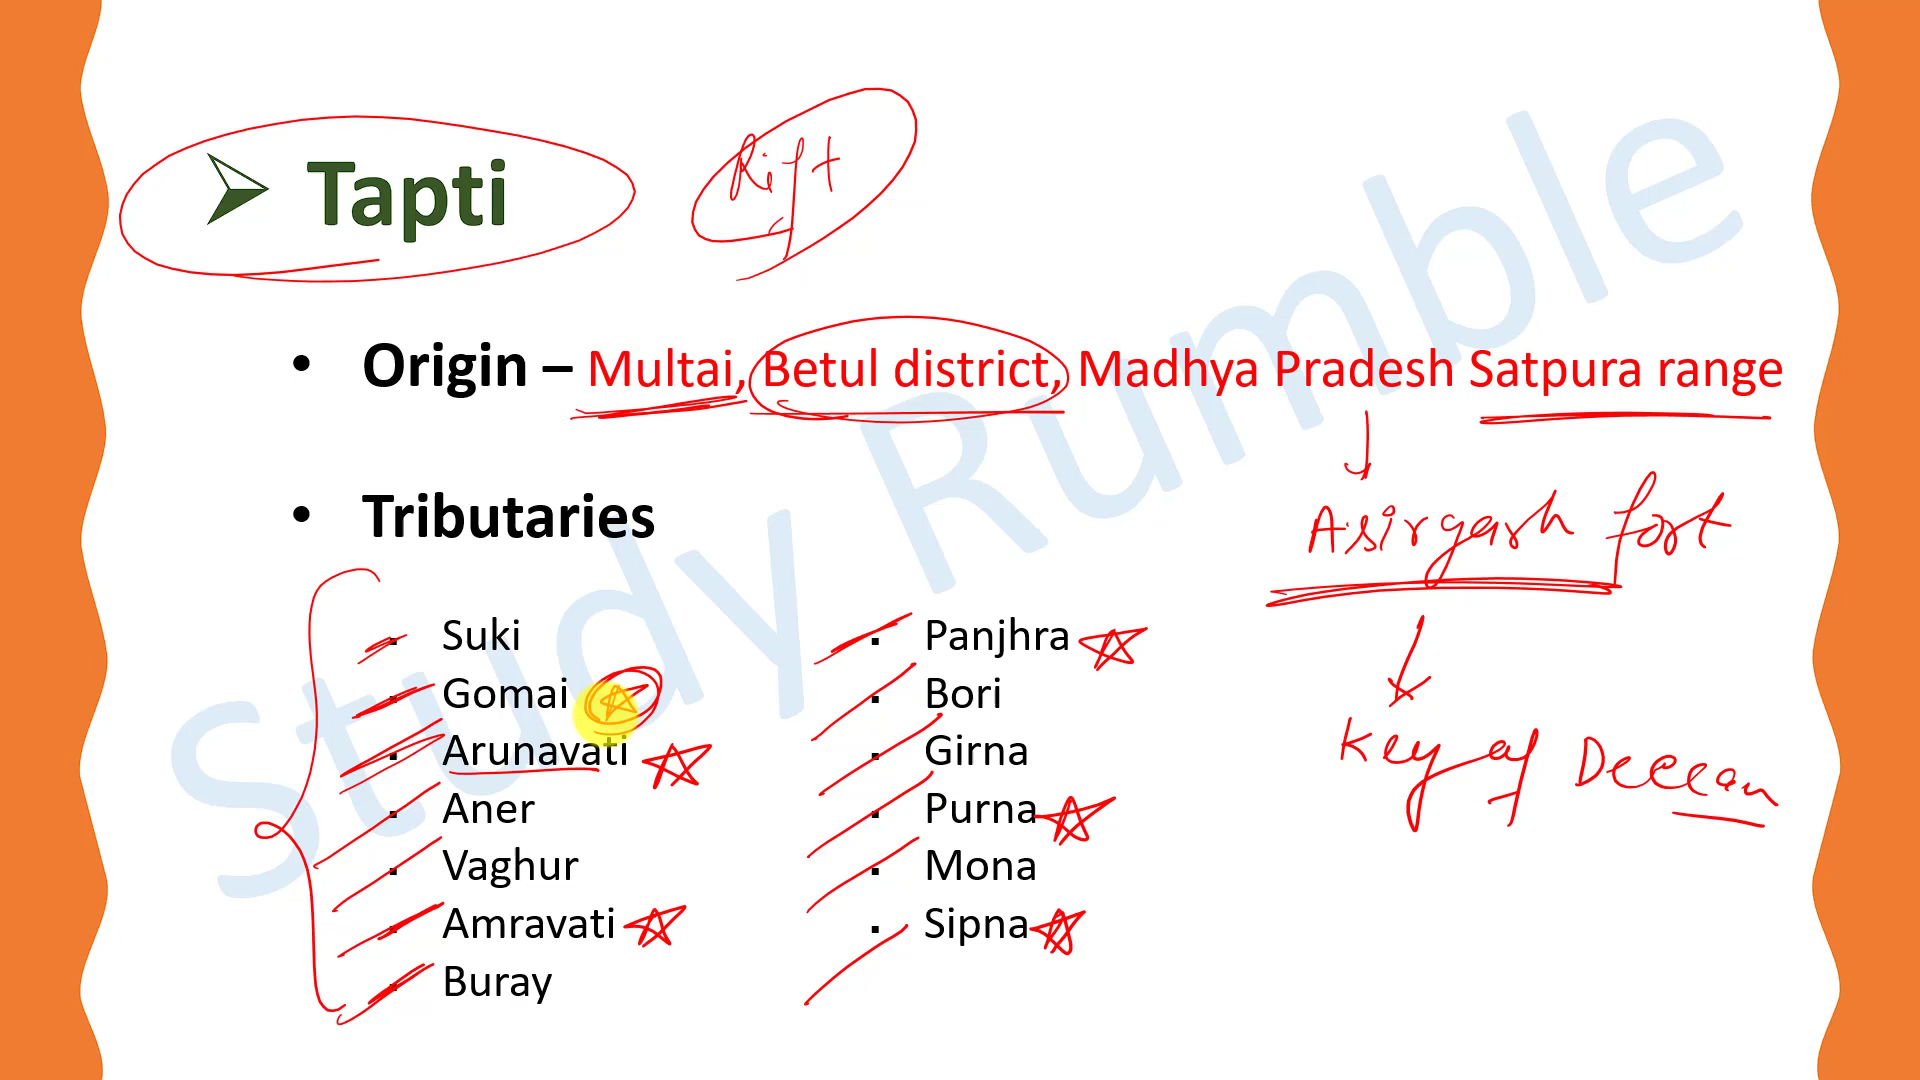 Tapti
Rift
Origin – Multai, Betul district, Madhya Pradesh Satpura range
Asirgarh fort
Key of Deccan
Tributaries
Suki
Gomai
Arunavati
Aner
Vaghur
Amravati
Buray
Panjhra
Bori
Girna
Purna
Mona
Sipna
Study Rumble